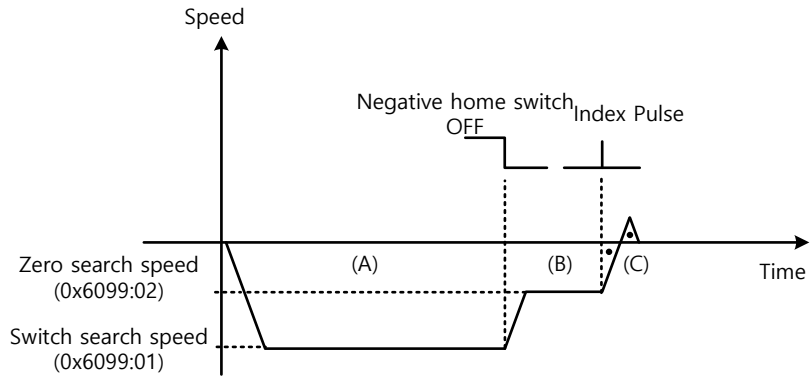 Speed
Negative home switch
OFF
Index Pulse
(A)
(B)
(C)
Zero search speed
(0x6099:02)
Time
Switch search speed
(0x6099:01)